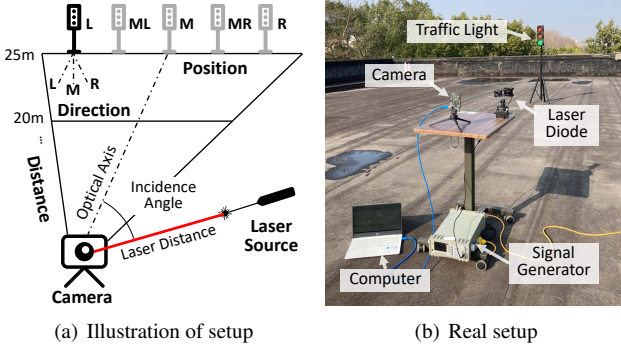 L
ML
M
MR
R
25m
Position
L
M
R
Direction
20m
...
Distance
Optical Axis
Incidence
Angle
Laser Distance
Laser
Source
Camera
(a) Illustration of setup
Traffic Light
Camera
Laser
Diode
Signal
Generator
Computer
(b) Real setup